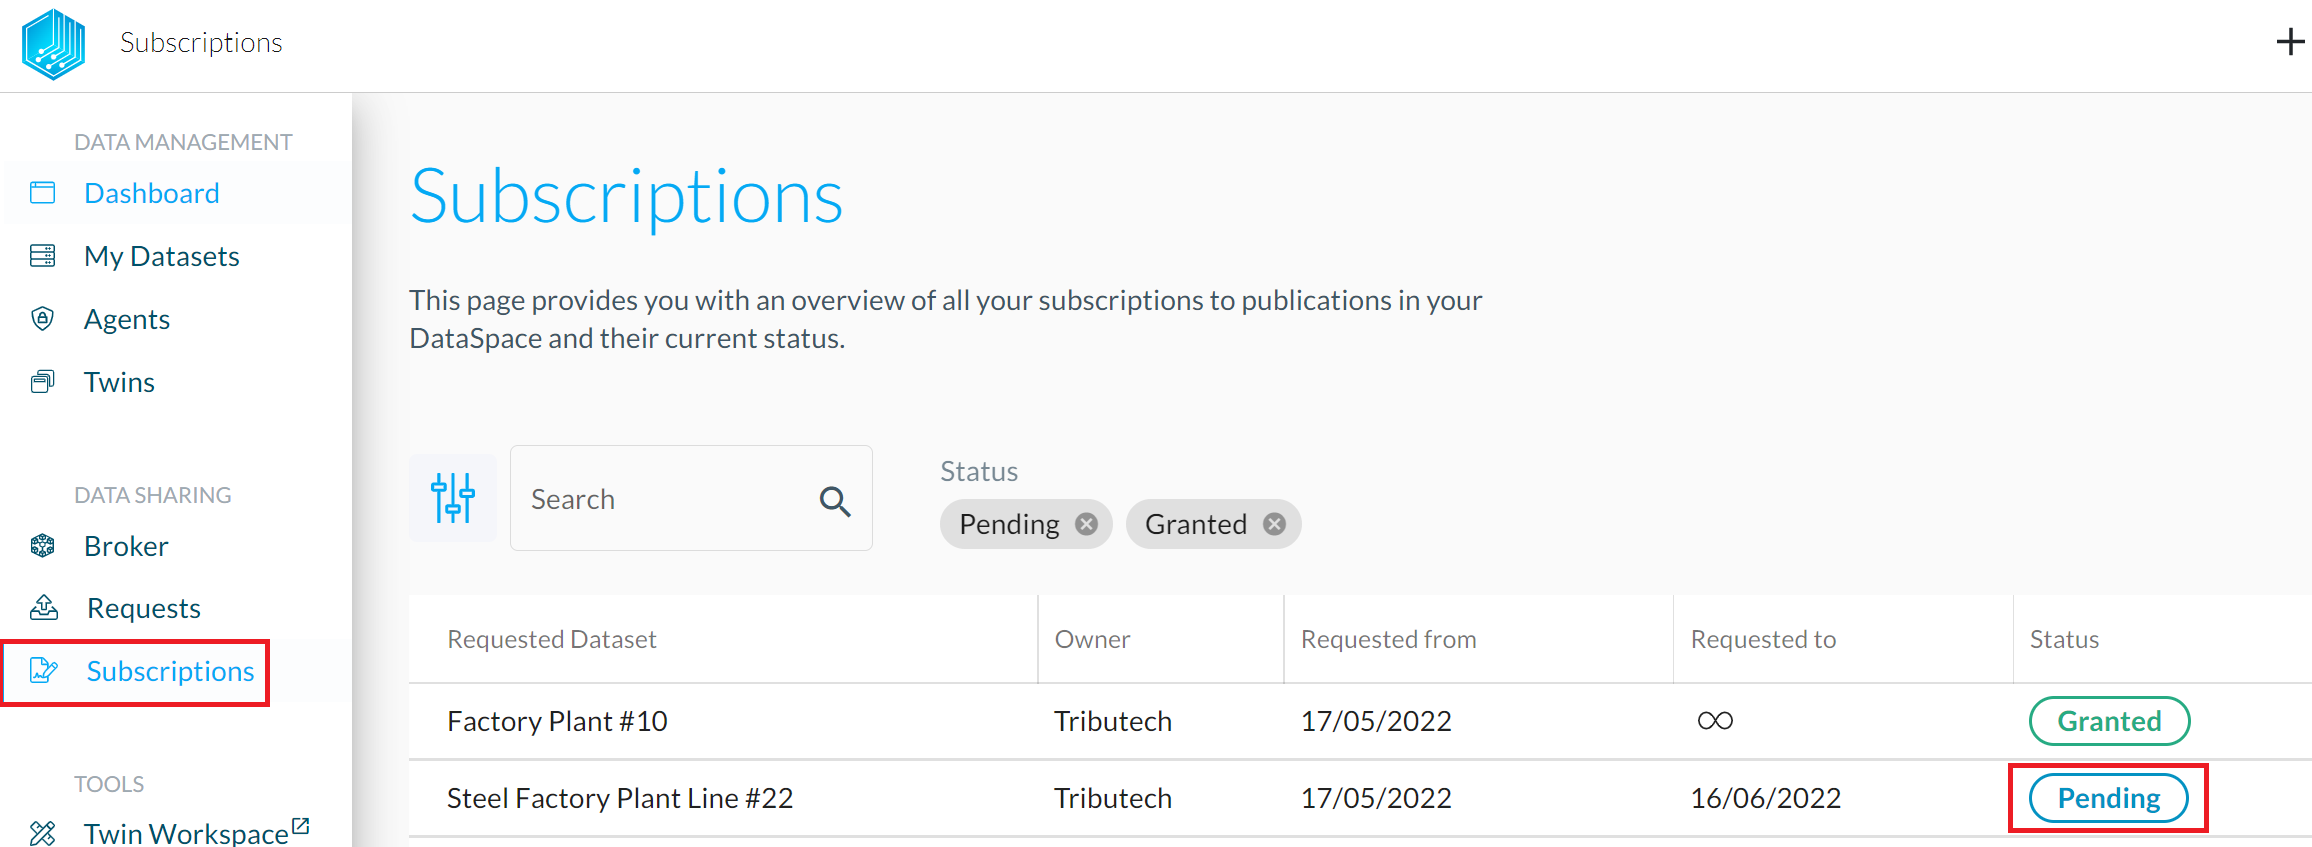 Subscriptions
DATA MANAGEMENT
Dashboard
My Datasets
Agents
Twins
DATA SHARING
Broker
Requests
Subscriptions
TOOLS
Twin Workspace
Subscriptions
This page provides you with an overview of all your subscriptions to publications in your
DataSpace and their current status.
Search
Status
Pending Granted
Requested Dataset Owner Requested from Requested to Status
Factory Plant #10 Tributech 17/05/2022 ∞ Granted
Steel Factory Plant Line #22 Tributech 17/05/2022 16/06/2022 Pending